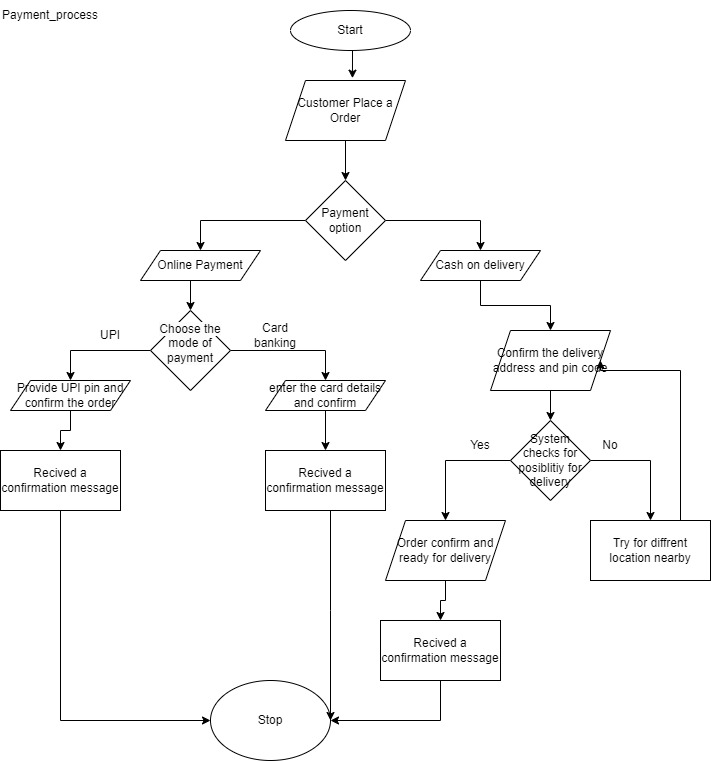 Payment_process
Start
Customer Place a
Order
Payment
option
Online Payment
Cash on delivery
UPI
Choose the
mode of
payment
Card
banking
Confirm the delivery
address and pin code
Provide UPI pin and
confirm the order
enter the card details
and confirm
Yes
System
checks for
posiblitiy for
delivery
No
Recived a
confirmation message
Recived a
confirmation message
Order confirm and
ready for delivery
Try for diffrent
location nearby
Recived a
confirmation message
Stop